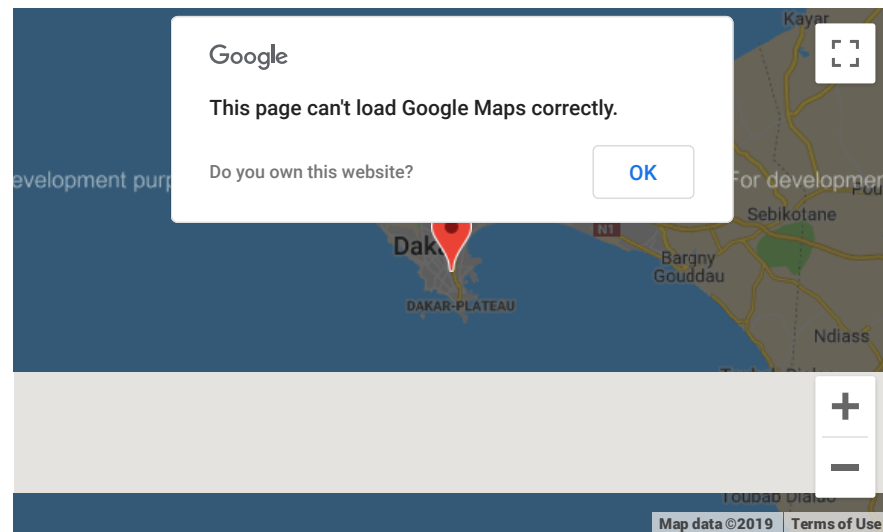 Kayar
Google
This page can't load Google Maps correctly.
Do you own this website?
OK
evelopment purp
For developmen
Pou
Sebikotane
N1
Dak
Bargny
Gouddau
DAKAR-PLATEAU
Ndiass
Toubab Dialao
Map data ©2019
Terms of Use